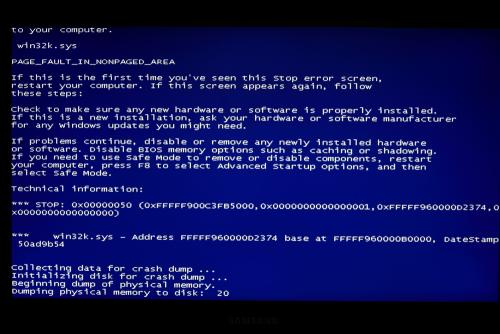 to your computer.
win32k.sys
PAGE_FAULT_IN_NONPAGED_AREA
If this is the first time you've seen this Stop error screen,
restart your computer. If this screen appears again, follow
these steps:
Check to make sure any new hardware or software is properly installed.
If this is a new installation, ask your hardware or software manufacturer
for any Windows updates you might need.
If problems continue, disable or remove any newly installed hardware
or software. Disable BIOS memory options such as caching or shadowing.
If you need to use Safe Mode to remove or disable components, restart
your computer, press F8 to select Advanced Startup Options, and then
select Safe Mode.
Technical information:
*** STOP: 0x00000050 (0xFFFFF900C3FB5000,0x0000000000000001,0xFFFFF960000D2374,0
x0000000000000000)
*** win32k.sys - Address FFFFF960000D2374 base at FFFFF960000B0000, DateStamp
50ad9b54
Collecting data for crash dump ...
Initializing disk for crash dump ...
Beginning dump of physical memory.
Dumping physical memory to disk: 20
SAMSUNG